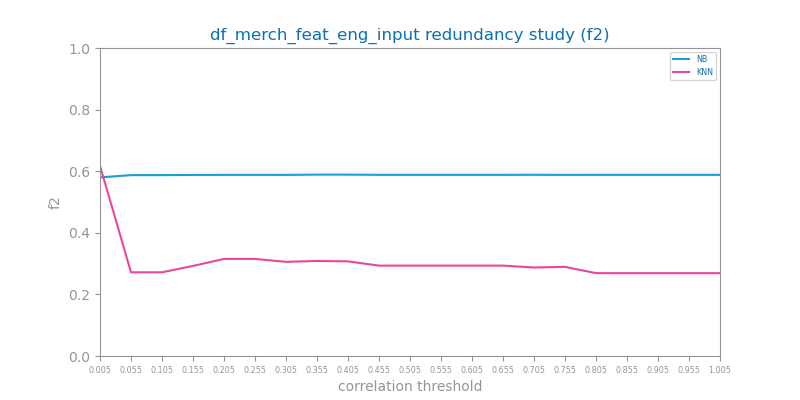 df_merch_feat_eng_input redundancy study (f2)
NB
KNN
1.0
0.8
0.6
0.4
0.2
0.0
f2
0.005 0.055 0.105 0.155 0.205 0.255 0.305 0.355 0.405 0.455 0.505 0.555 0.605 0.655 0.705 0.755 0.805 0.855 0.905 0.955 1.005
correlation threshold